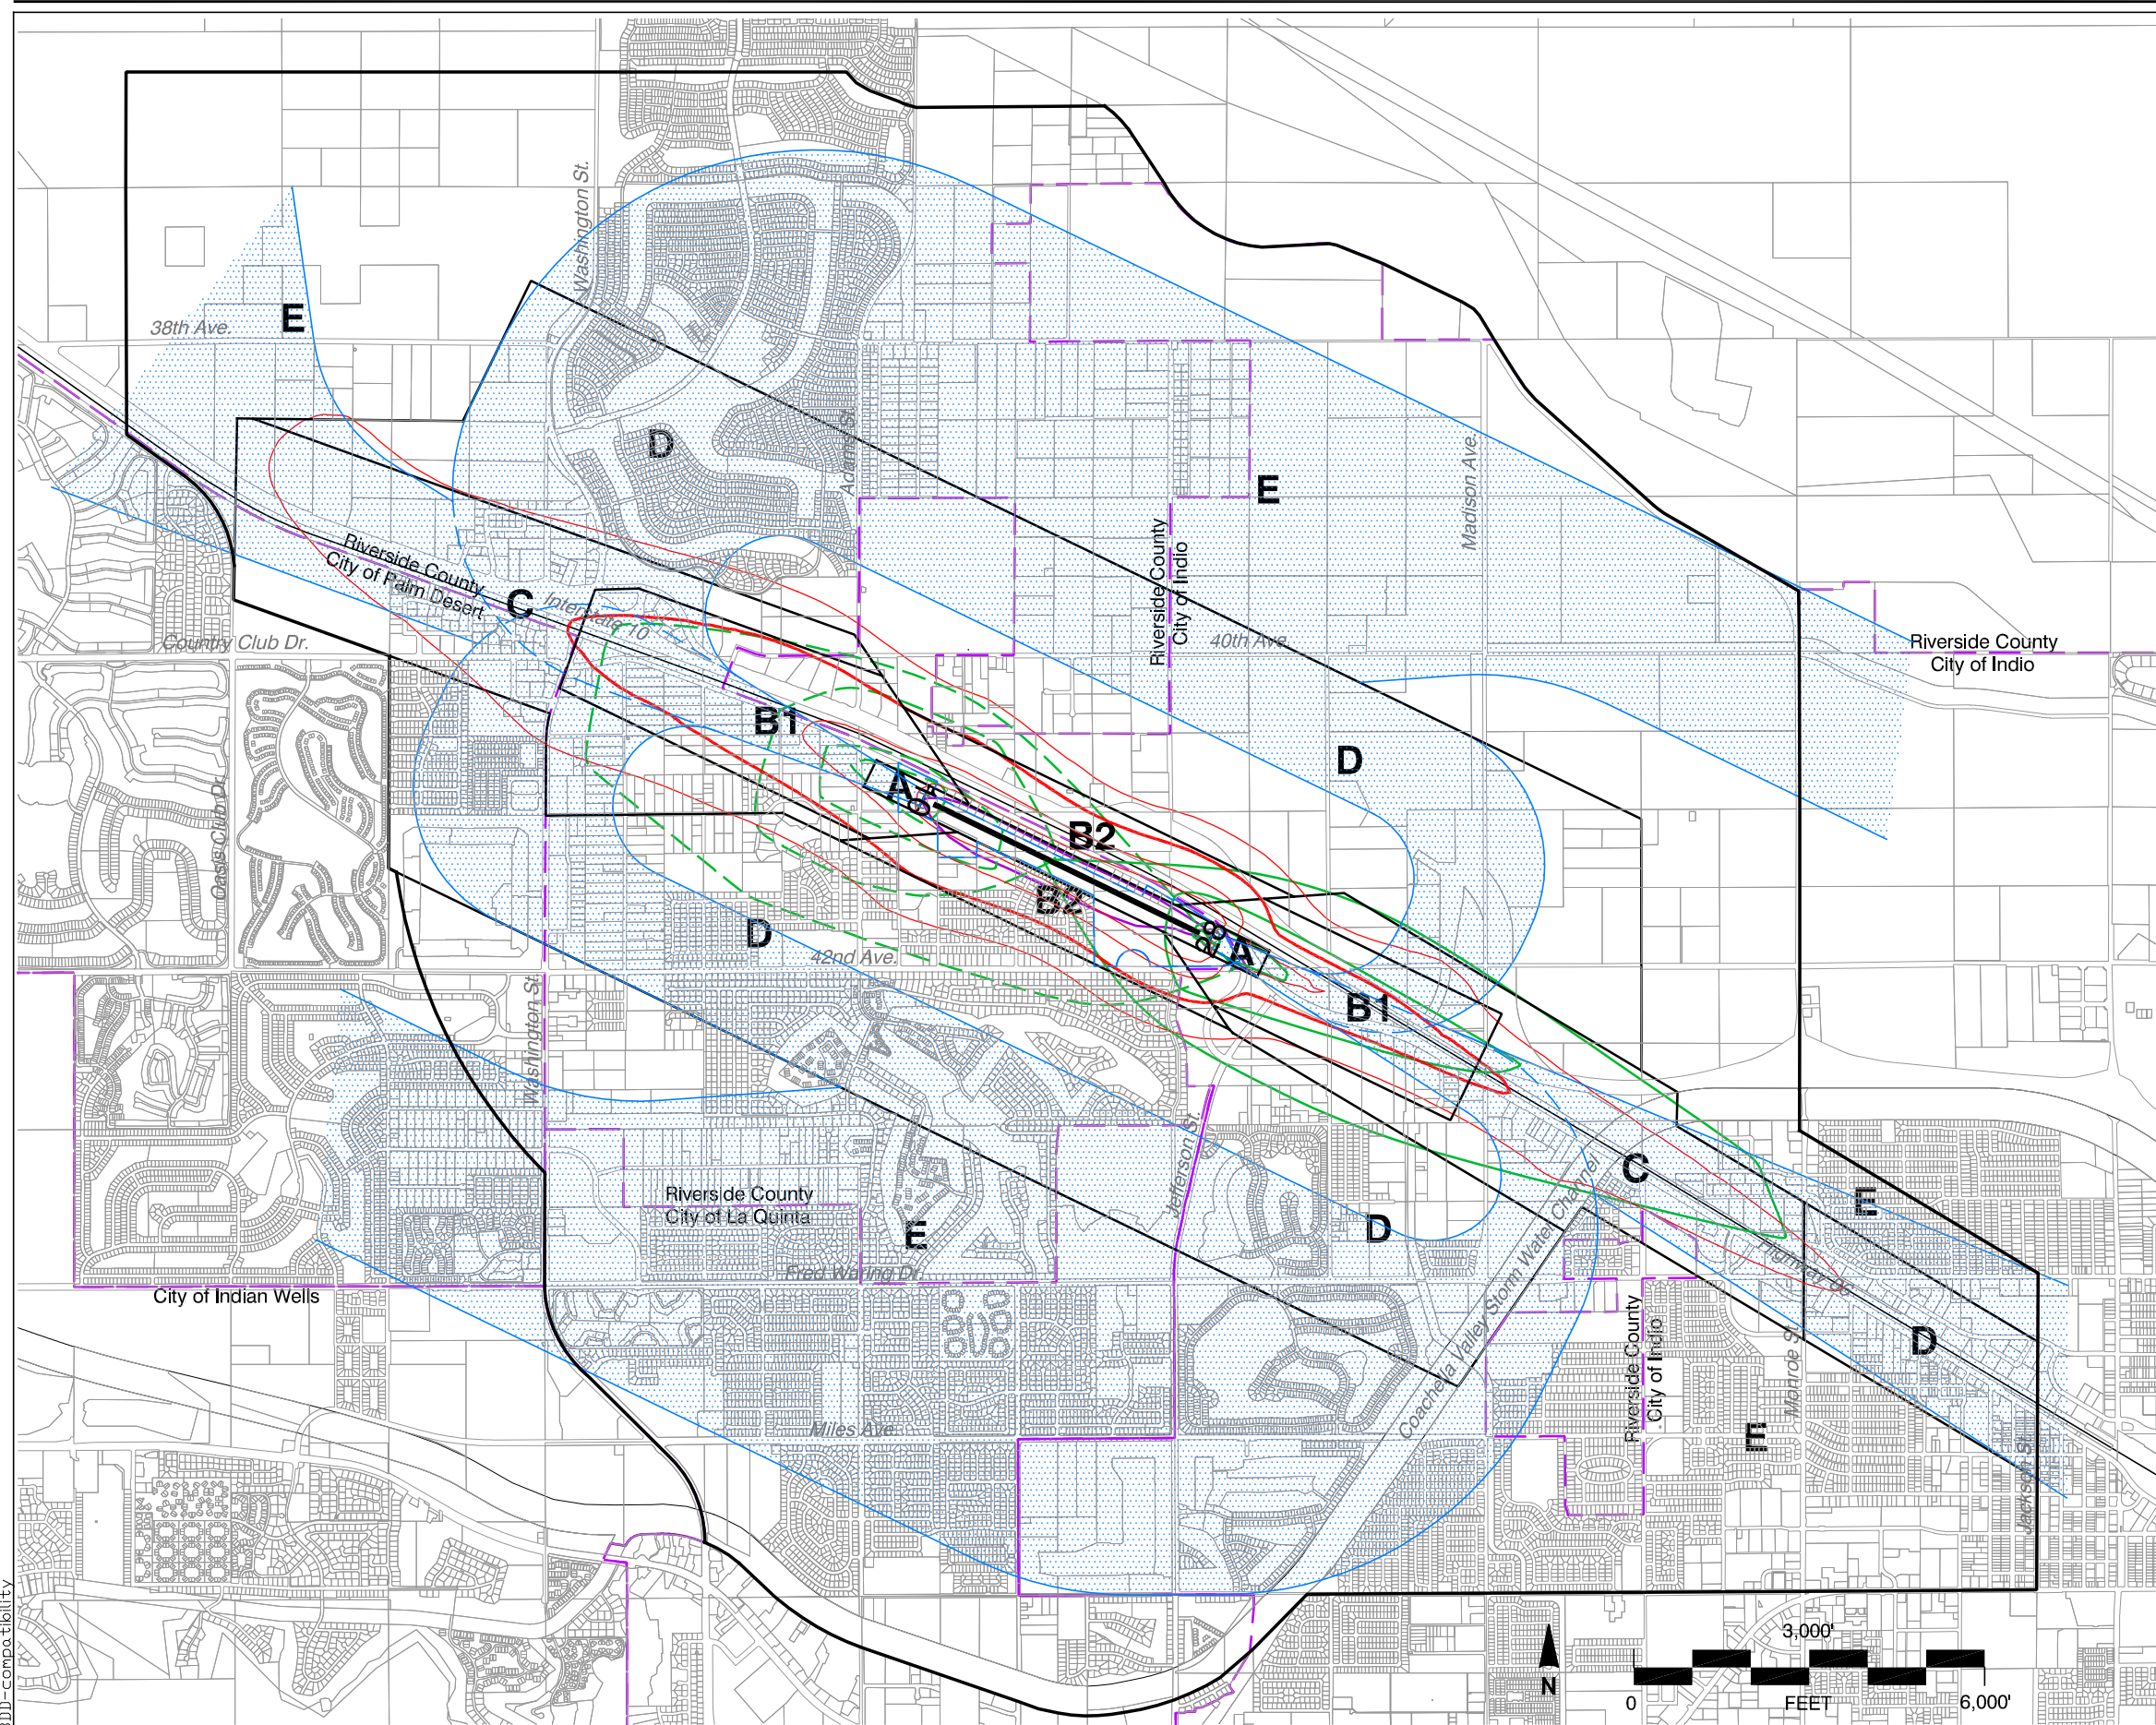 Washington St.
E
38th Ave.
D
Adams St.
E
Madison Ave.
Riverside County
City of Palm Desert
C
Interstate 10
Riverside County
City of Indio
40th Ave.
Riverside County
City of Indio
Country Club Dr.
B1
D
A
Oasis Club Dr.
B2
B2
D
42nd Ave.
28
A
B1
Washington St.
Jefferson St.
C
Riverside County
City of La Quinta
E
D
E
Fred Waring Dr.
Highway
City of Indian Wells
Coachella Valley Storm Water Channel
Riverside County
City of Indio
Monroe St.
D
Miles Ave.
E
Jackson St.
3,000'
N
0
FEET
6,000'
BDD-compatibility